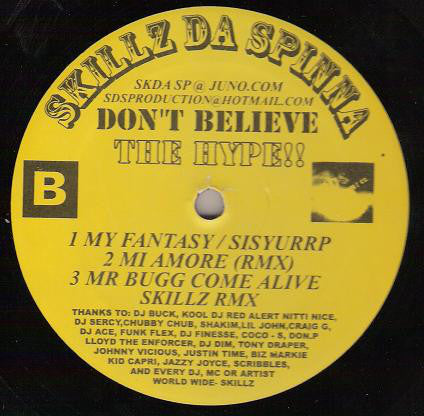 SKILLZ DA SPINNA
SKDA SP @ JUNO.COM
SDSPRODUCTION@HOTMAIL.COM
DON'T BELIEVE
THE HYPE!!
B
1 MY FANTASY / SISYURRP
2 MI AMORE (RMX)
3 MR BUGG COME ALIVE
SKILLZ RMX
THANKS TO: DJ BUCK, KOOL DJ RED ALERT NITTI NICE,
DJ SERCY,CHUBBY CHUB, SHAKIM,LIL JOHN,CRAIG G,
DJ ACE, FUNK FLEX, DJ FINESSE, COCO - S, DON.P
LLOYD THE ENFORCER, DJ DIM, TONY DRAPER,
JOHNNY VICIOUS, JUSTIN TIME, BIZ MARKIE
KID CAPRI, JAZZY JOYCE, SCRIBBLES,
AND EVERY DJ, MC OR ARTIST
WORLD WIDE- SKILLZ